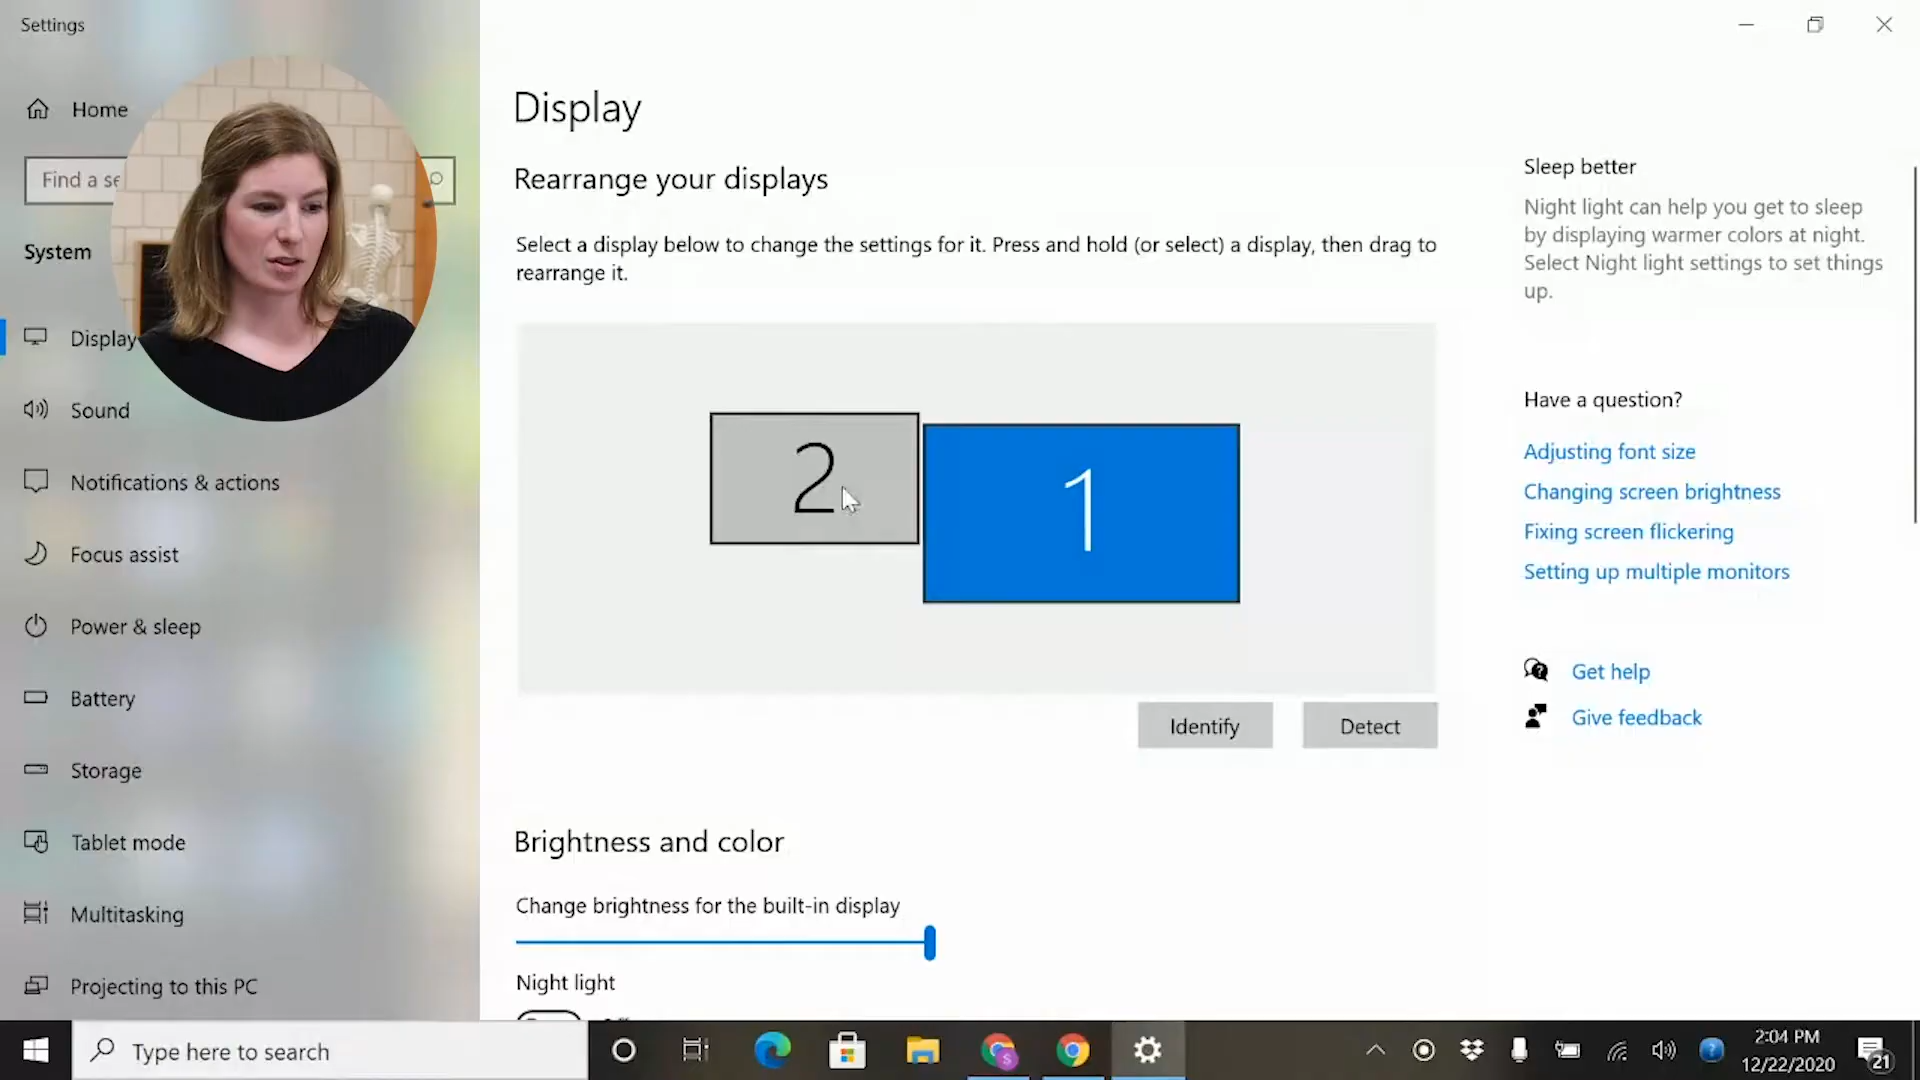 Settings
Home
Find a se
System
Display
Sound
Notifications & actions
Focus assist
Power & sleep
Battery
Storage
Tablet mode
Multitasking
Projecting to this PC
Display
Rearrange your displays
Select a display below to change the settings for it. Press and hold (or select) a display, then drag to
rearrange it.
2
1
Identify
Detect
Brightness and color
Change brightness for the built-in display
Night light
Sleep better
Night light can help you get to sleep
by displaying warmer colors at night.
Select Night light settings to set things
up.
Have a question?
Adjusting font size
Changing screen brightness
Fixing screen flickering
Setting up multiple monitors
Get help
Give feedback
Type here to search
S
2:04 PM
12/22/2020
21